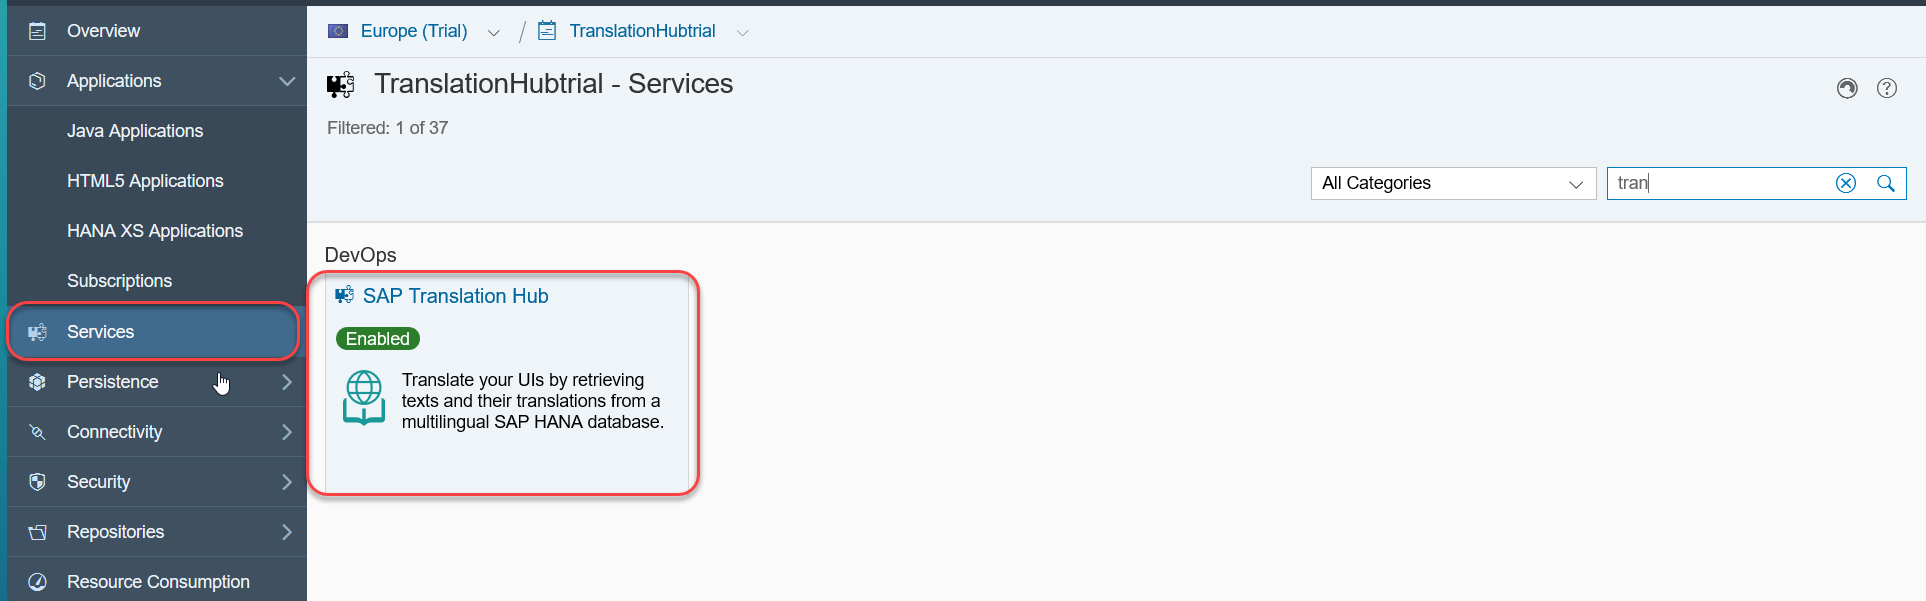 Overview
Applications
Java Applications
HTML5 Applications
HANA XS Applications
Subscriptions
Services
Persistence
Connectivity
Security
Repositories
Resource Consumption
Europe (Trial) / TranslationHubtrial
TranslationHubtrial - Services
Filtered: 1 of 37
All Categories
tran
DevOps
SAP Translation Hub
Enabled
Translate your UIs by retrieving
texts and their translations from a
multilingual SAP HANA database.